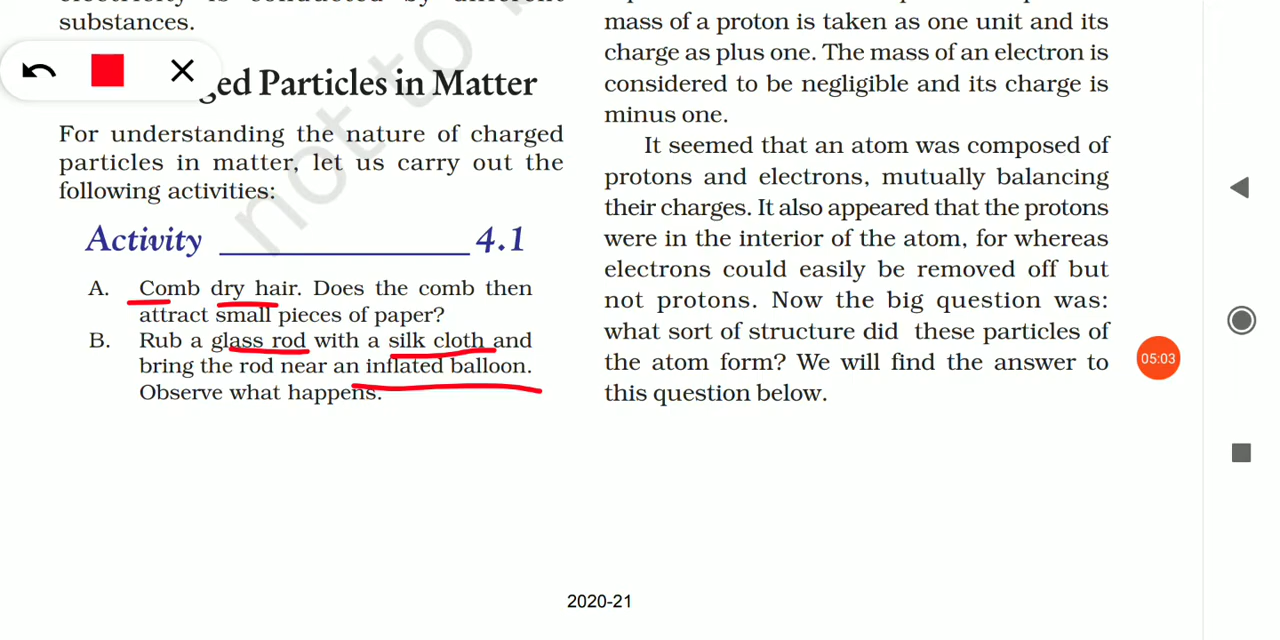 substances.
ged Particles in Matter
For understanding the nature of charged
particles in matter, let us carry out the
following activities:
Activity 4.1
A. Comb dry hair. Does the comb then
attract small pieces of paper?
B. Rub a glass rod with a silk cloth and
bring the rod near an inflated balloon.
Observe what happens.
mass of a proton is taken as one unit and its
charge as plus one. The mass of an electron is
considered to be negligible and its charge is
minus one.
It seemed that an atom was composed of
protons and electrons, mutually balancing
their charges. It also appeared that the protons
were in the interior of the atom, for whereas
electrons could easily be removed off but
not protons. Now the big question was:
what sort of structure did these particles of
the atom form? We will find the answer to
this question below.
05:03
not to
2020-21